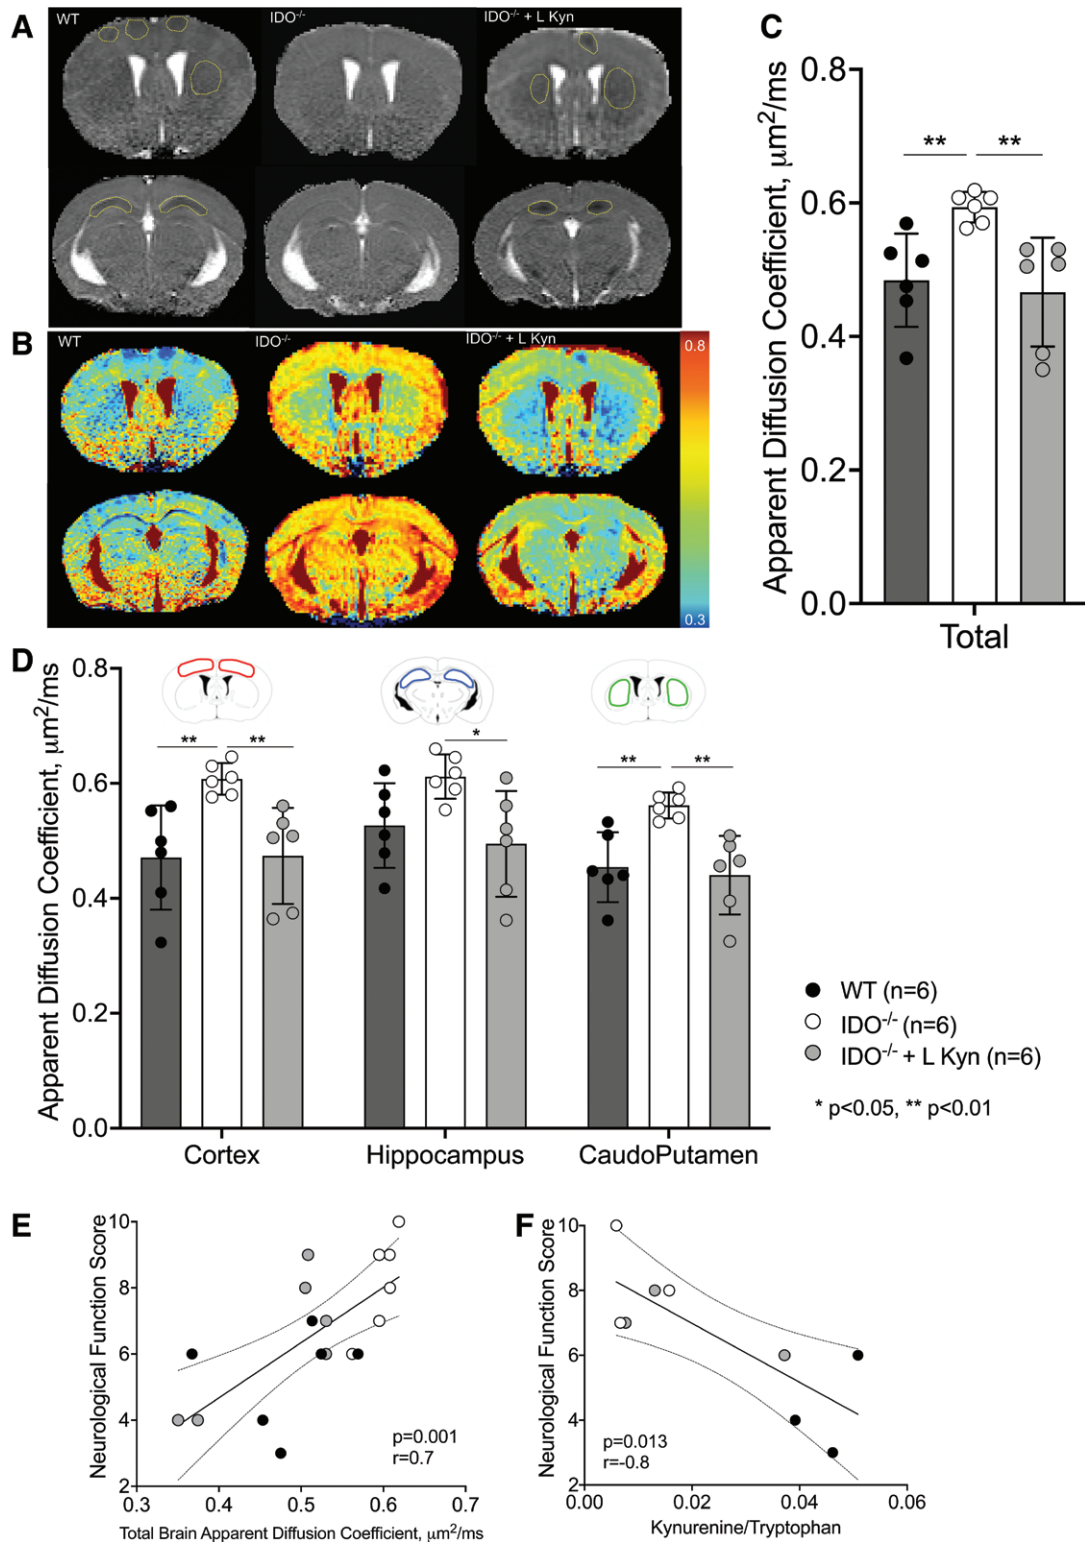 A
WT
IDO-/-
IDO-/- + L Kyn
B
WT
IDO-/-
IDO-/- + L Kyn
0.8
0.3
C
Apparent Diffusion Coefficient, μm²/ms
0.8
0.6
0.4
0.2
0.0
** **
Total
D
Apparent Diffusion Coefficient, μm²/ms
0.8
0.6
0.4
0.2
0.0
** **
*
** **
Cortex Hippocampus CaudoPutamen
WT (n=6)
IDO-/- (n=6)
IDO-/- + L Kyn (n=6)
* p<0.05, ** p<0.01
E
Neurological Function Score
10
8
6
4
2
p=0.001
r=0.7
0.3 0.4 0.5 0.6 0.7
Total Brain Apparent Diffusion Coefficient, μm²/ms
F
Neurological Function Score
10
8
6
4
2
p=0.013
r=-0.8
0.00 0.02 0.04 0.06
Kynurenine/Tryptophan